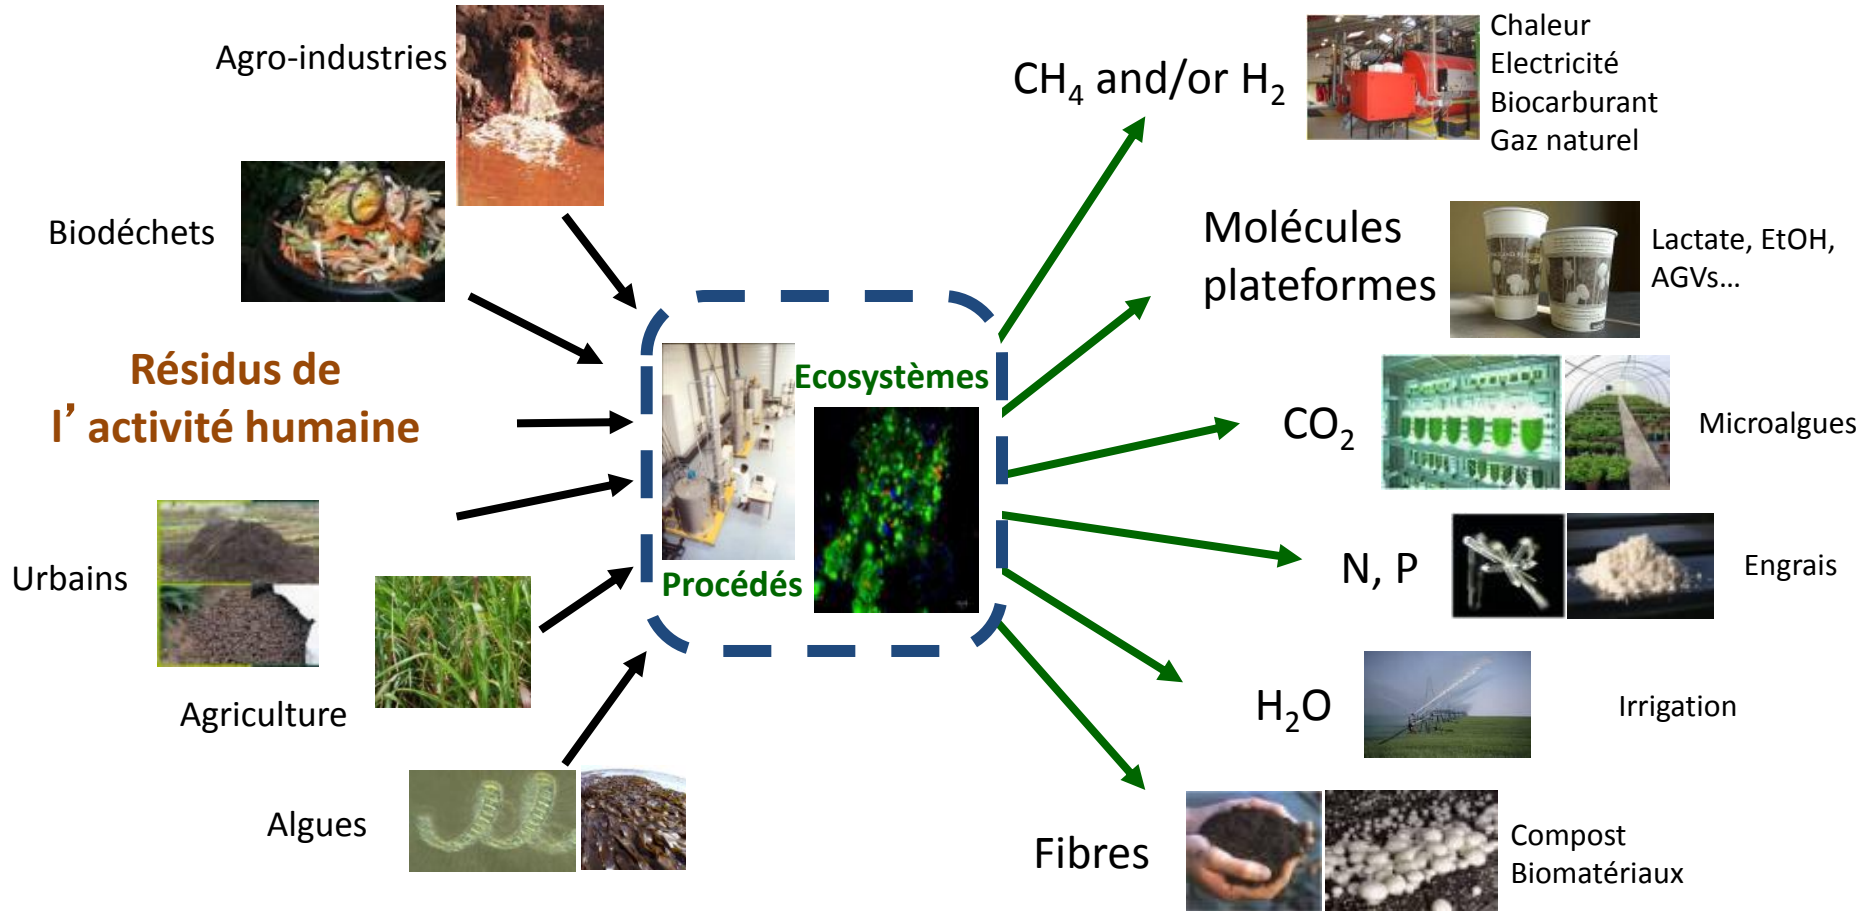 Agro-industries
Biodéchets
Résidus de
l’ activité humaine
Urbains
Agriculture
Algues
Ecosystèmes
Procédés
CH₄ and/or H₂
Chaleur
Electricité
Biocarburant
Gaz naturel
Molécules
plateformes
Lactate, EtOH,
AGVs...
CO₂
Microalgues
N, P
Engrais
H₂O
Irrigation
Fibres
Compost
Biomatériaux